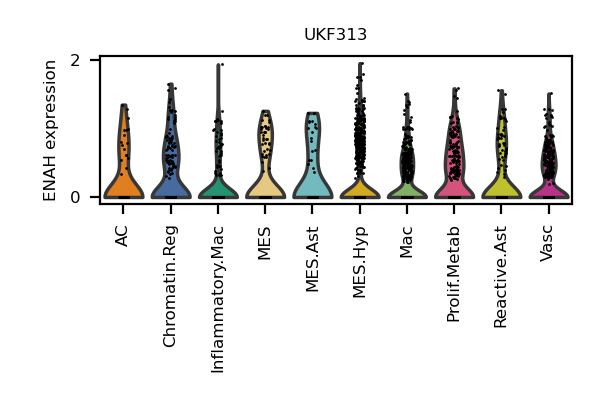 UKF313
ENAH expression
2
0
AC
Chromatin.Reg
Inflammatory.Mac
MES
MES.Ast
MES.Hyp
Mac
Prolif.Metab
Reactive.Ast
Vasc